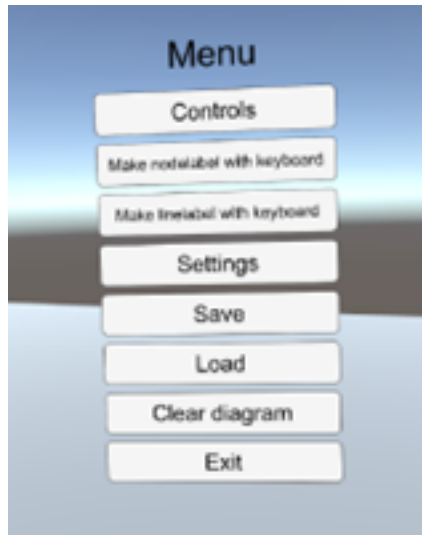 Menu
Controls
Make nodelabel with keyboard
Make linelabel with keyboard
Settings
Save
Load
Clear diagram
Exit